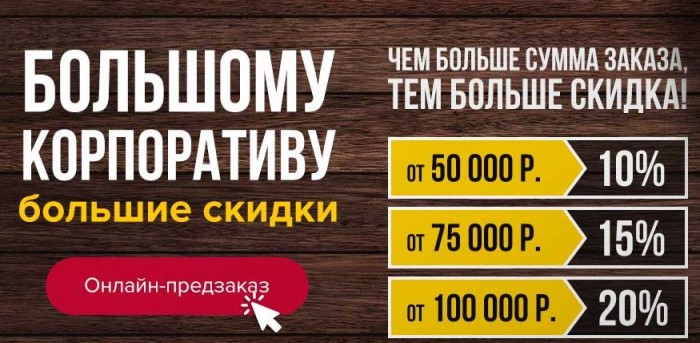 БОЛЬШОМУ
КОРПОРАТИВУ
большие скидки
Онлайн-предзаказ
ЧЕМ БОЛЬШЕ СУММА ЗАКАЗА,
ТЕМ БОЛЬШЕ СКИДКА!
от 50 000 Р. 10%
от 75 000 Р. 15%
от 100 000 Р. 20%